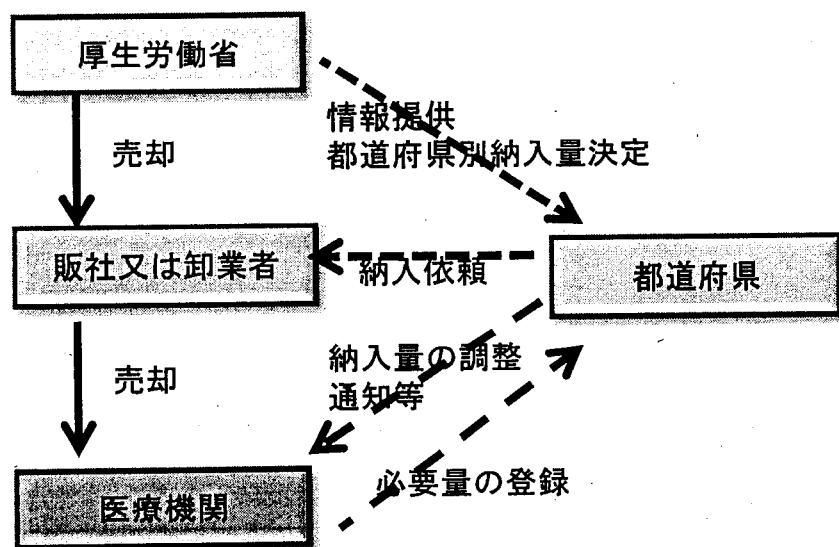 厚生労働省
売却
情報提供
都道府県別納入量決定
販社又は卸業者
納入依頼
都道府県
売却
納入量の調整
通知等
必要量の登録
医療機関